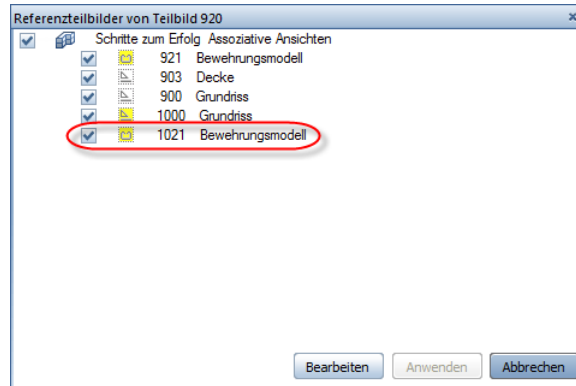 Referenzteilbilder von Teilbild 920
Schritte zum Erfolg Assoziative Ansichten
921 Bewehrungsmodell
903 Decke
900 Grundriss
1000 Grundriss
1021 Bewehrungsmodell
Bearbeiten Anwenden Abbrechen